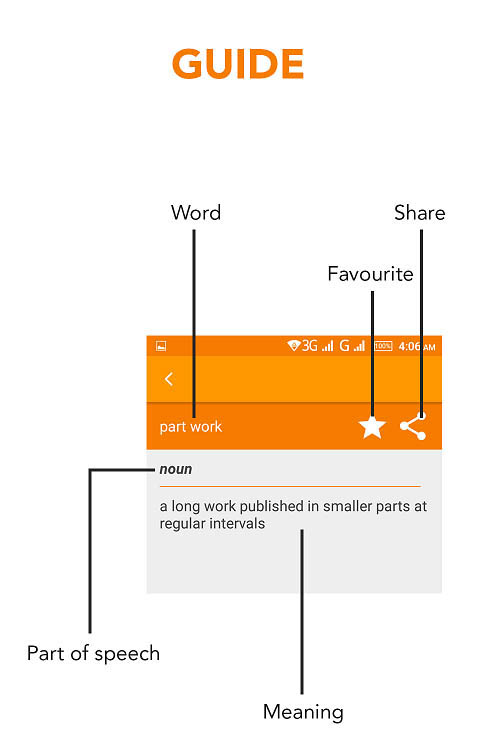 GUIDE
Word
Share
Favourite
3G G 100% 4:06 AM
part work
noun
a long work published in smaller parts at
regular intervals
Part of speech
Meaning